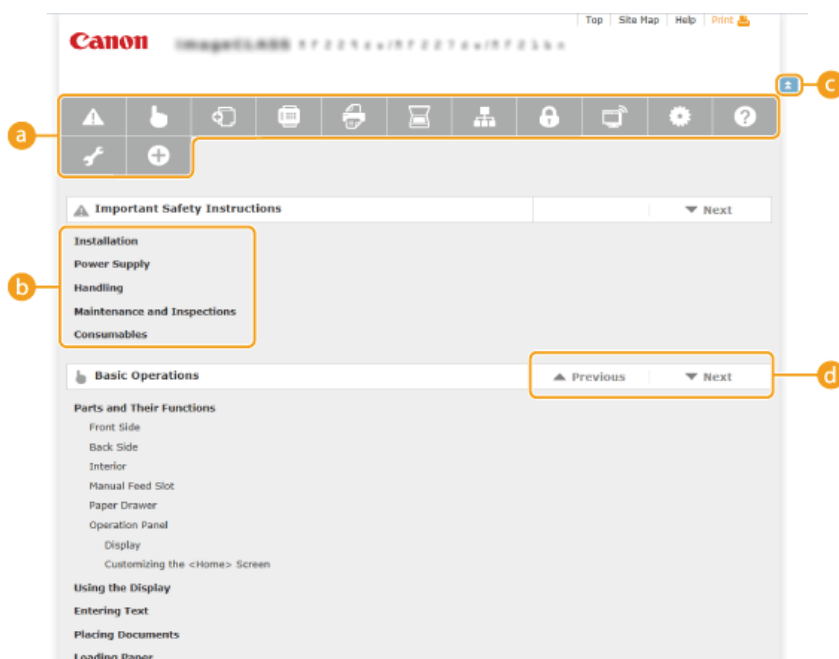 Top Site Map Help Print
Canon
c
a
Important Safety Instructions Next
Installation
Power Supply
b
Handling
Maintenance and Inspections
Consumables
Basic Operations Previous Next
d
Parts and Their Functions
Front Side
Back Side
Interior
Manual Feed Slot
Paper Drawer
Operation Panel
Display
Customizing the <Home> Screen
Using the Display
Entering Text
Placing Documents
Loading Paper